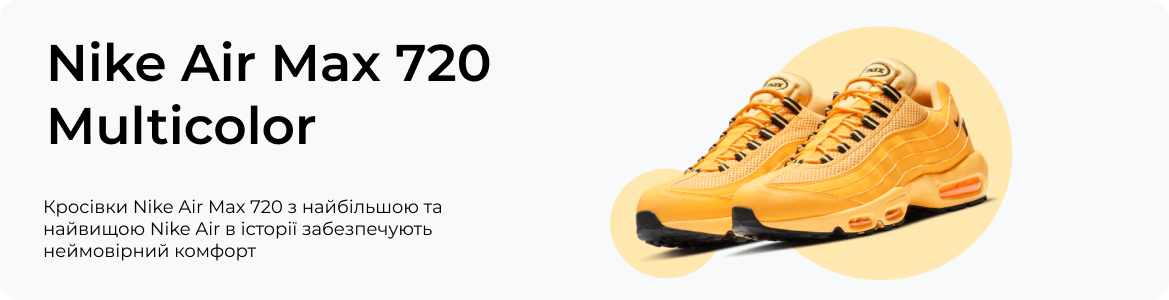 Nike Air Max 720
Multicolor
Кросівки Nike Air Max 720 з найбільшою та
найвищою Nike Air в історії забезпечують
неймовірний комфорт